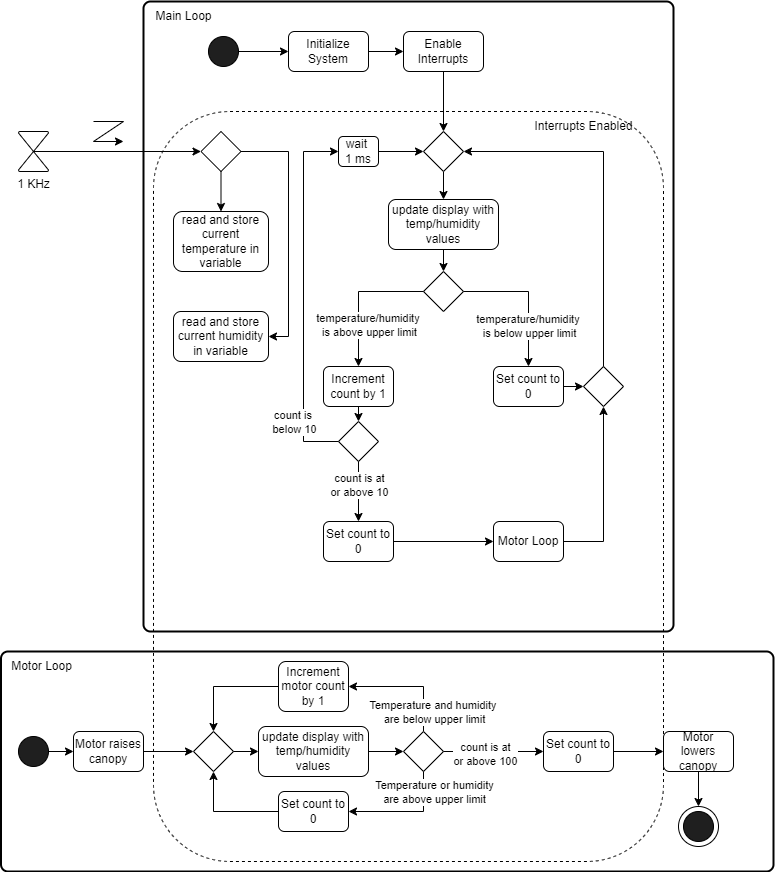 Main Loop
Initialize
System
Enable
Interrupts
Interrupts Enabled
1 KHz
wait
1 ms
read and store
current
temperature in
variable
update display with
temp/humidity
values
read and store
current humidity
in variable
temperature/humidity
is above upper limit
temperature/humidity
is below upper limit
Increment
count by 1
Set count to
0
count is
below 10
count is at
or above 10
Set count to
0
Motor Loop
Motor Loop
Motor raises
canopy
Increment
motor count
by 1
Temperature and humidity
are below upper limit
update display with
temp/humidity
values
count is at
or above 100
Set count to
0
Motor
lowers
canopy
Temperature or humidity
are above upper limit
Set count to
0